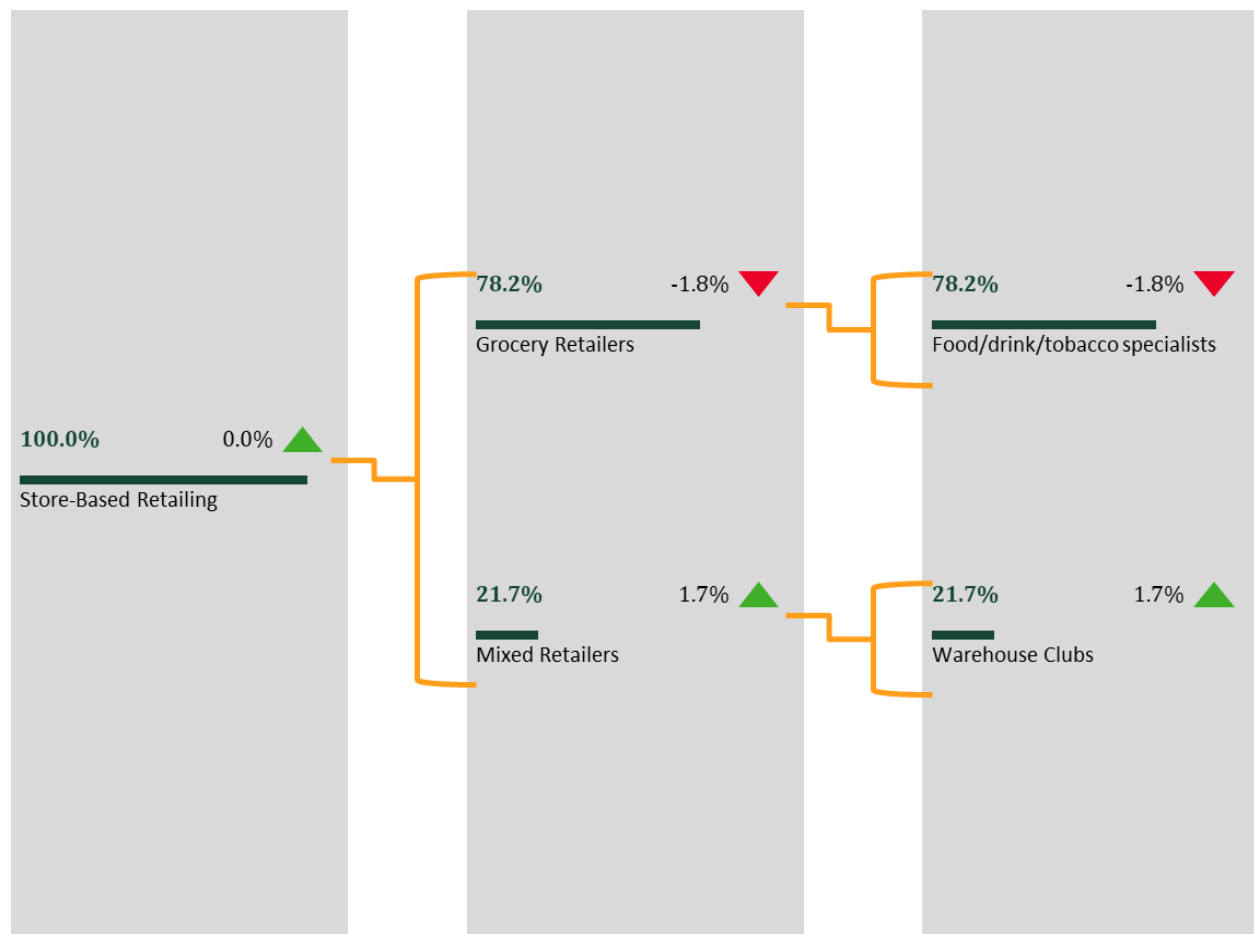 78.2% -1.8%
Grocery Retailers
78.2% -1.8%
Food/drink/tobacco specialists
100.0% 0.0%
Store-Based Retailing
21.7% 1.7%
Mixed Retailers
21.7% 1.7%
Warehouse Clubs